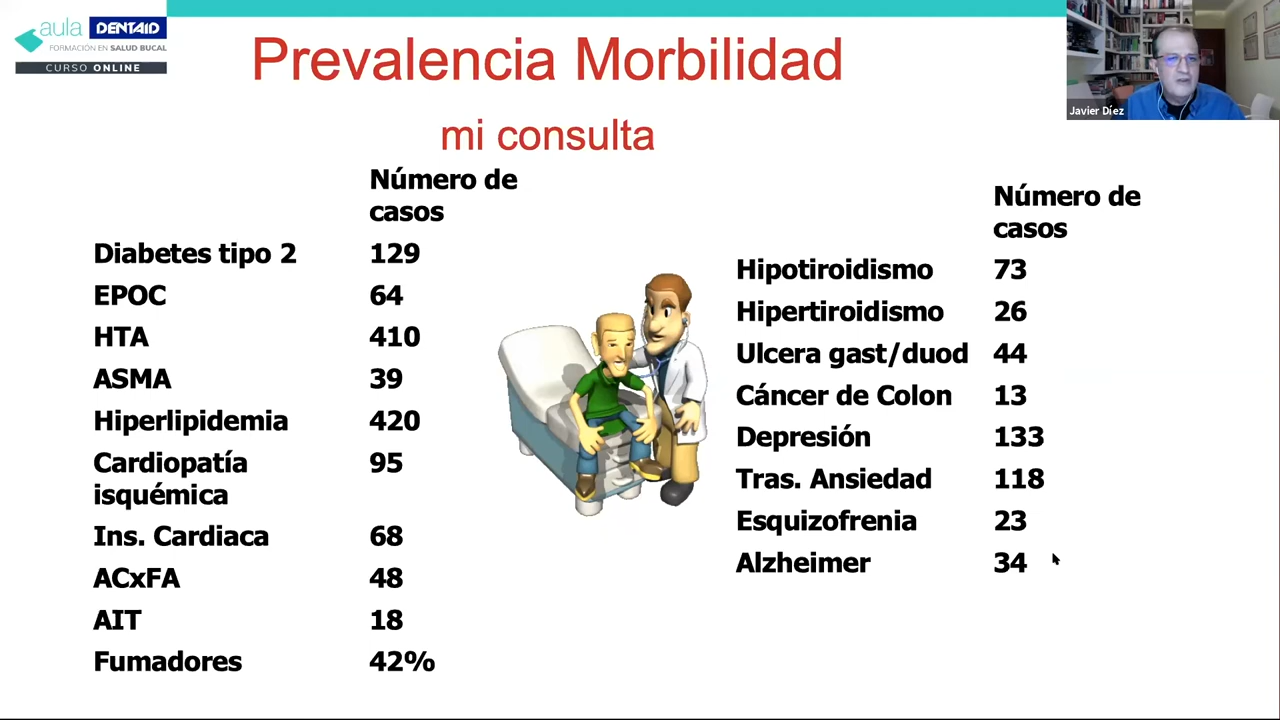 aula DENTAID
FORMACIÓN EN SALUD BUCAL
CURSO ONLINE
Prevalencia Morbilidad
mi consulta
Javier Díez
Número de
casos
Diabetes tipo 2 129
EPOC 64
HTA 410
ASMA 39
Hiperlipidemia 420
Cardiopatía 95
isquémica
Ins. Cardiaca 68
ACxFA 48
AIT 18
Fumadores 42%
Número de
casos
Hipotiroidismo 73
Hipertiroidismo 26
Ulcera gast/duod 44
Cáncer de Colon 13
Depresión 133
Tras. Ansiedad 118
Esquizofrenia 23
Alzheimer 34